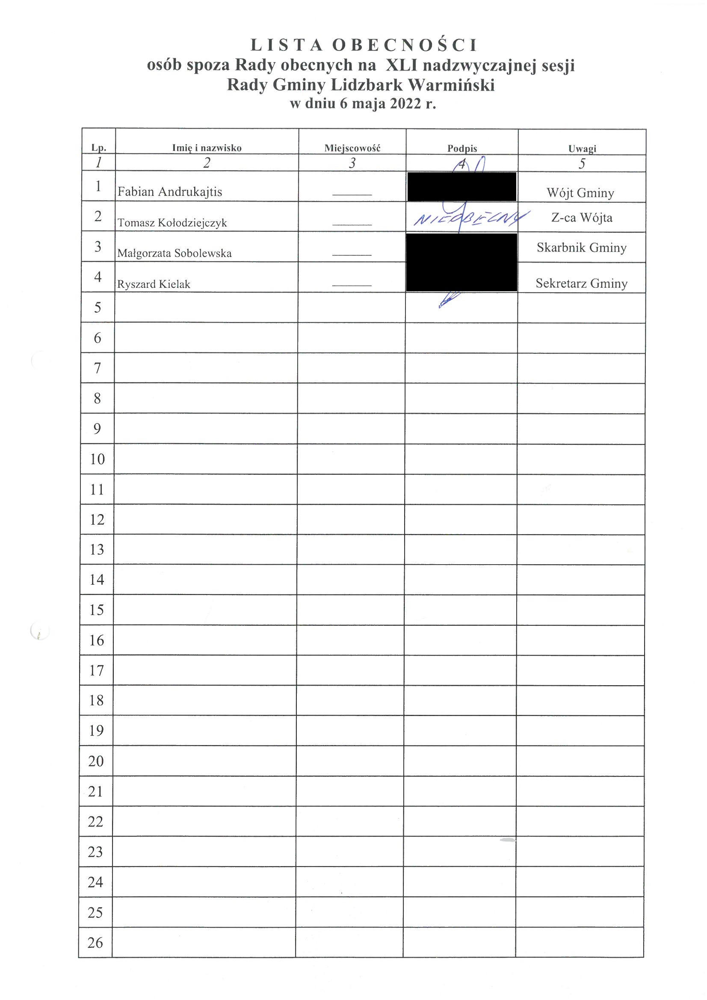 LISTA OBECNOŚCI
osób spoza Rady obecnych na XLI nadzwyczajnej sesji
Rady Gminy Lidzbark Warmiński
w dniu 6 maja 2022 r.
Lp. Imię i nazwisko Miejscowość Podpis Uwagi
1 2 3 4 5
1 Fabian Andrukajtis Wójt Gminy
2 Tomasz Kołodziejczyk NIEOBECNY Z-ca Wójta
3 Małgorzata Sobolewska Skarbnik Gminy
4 Ryszard Kielak Sekretarz Gminy
5
6
7
8
9
10
11
12
13
14
15
16
17
18
19
20
21
22
23
24
25
26